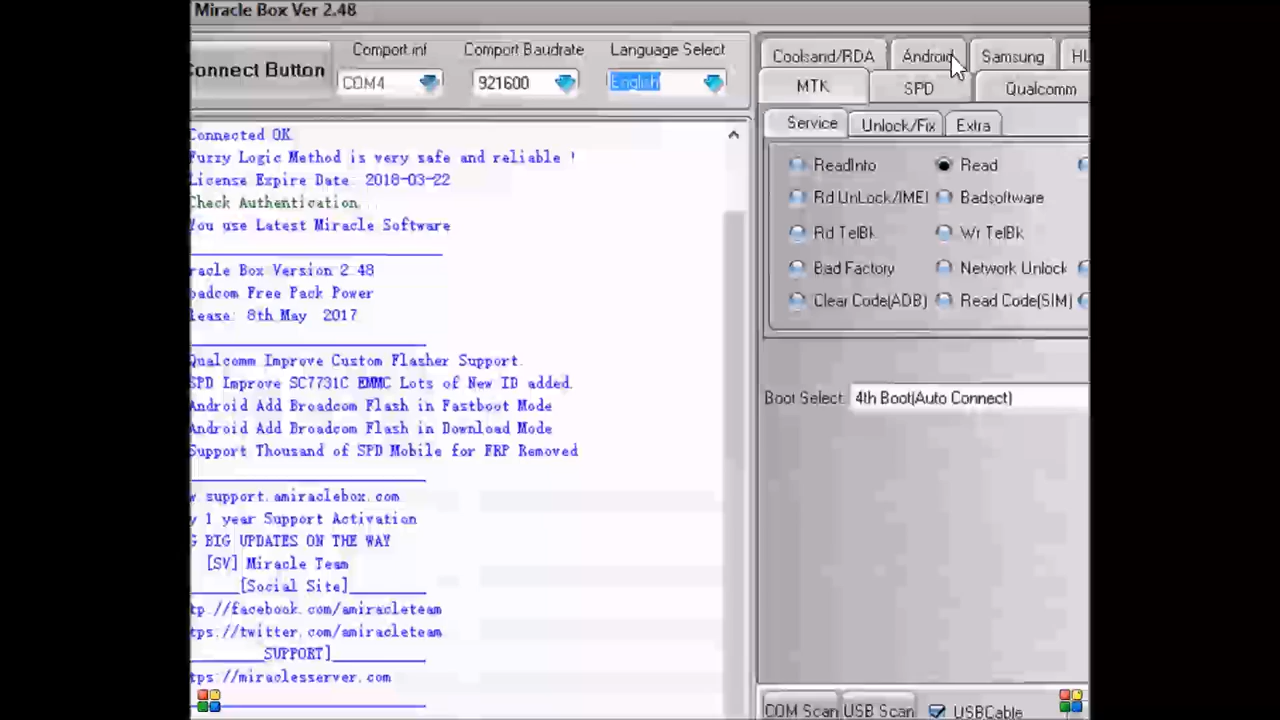 Miracle Box Ver 2.48
onnect Button
Comport inf
Comport Baudrate
Language Select
COM4
921600
English
Coolsand/RDA
Android
Samsung
HU
MTK
SPD
Qualcomm
Service
Unlock/Fix
Extra
ReadInfo
Read
Rd UnLock/IMEI
Badsoftware
Rd TelBk
Wr TelBk
Bad Factory
Network Unlock
Clear Code(ADB)
Read Code(SIM)
Boot Select:
4th Boot(Auto Connect)
COM Scan
USB Scan
USBCable
Connected OK
Fuzzy Logic Method is very safe and reliable !
License Expire Date: 2018-03-22
Check Authentication.
You use Latest Miracle Software
racle Box Version 2.48
oadcom Free Pack Power
lease: 8th May 2017
Qualcomm Improve Custom Flasher Support.
SPD Improve SC7731C EMMC Lots of New ID added.
Android Add Broadcom Flash in Fastboot Mode
Android Add Broadcom Flash in Download Mode
Support Thousand of SPD Mobile for FRP Removed
support.amiraclebox.com
y 1 year Support Activation
G BIG UPDATES ON THE WAY
[SV] Miracle Team
______[Social Site]_________
tp://facebook.com/amiracleteam
tps://twitter.com/amiracleteam
_________SUPPORT]___________
tps://miraclesserver.com